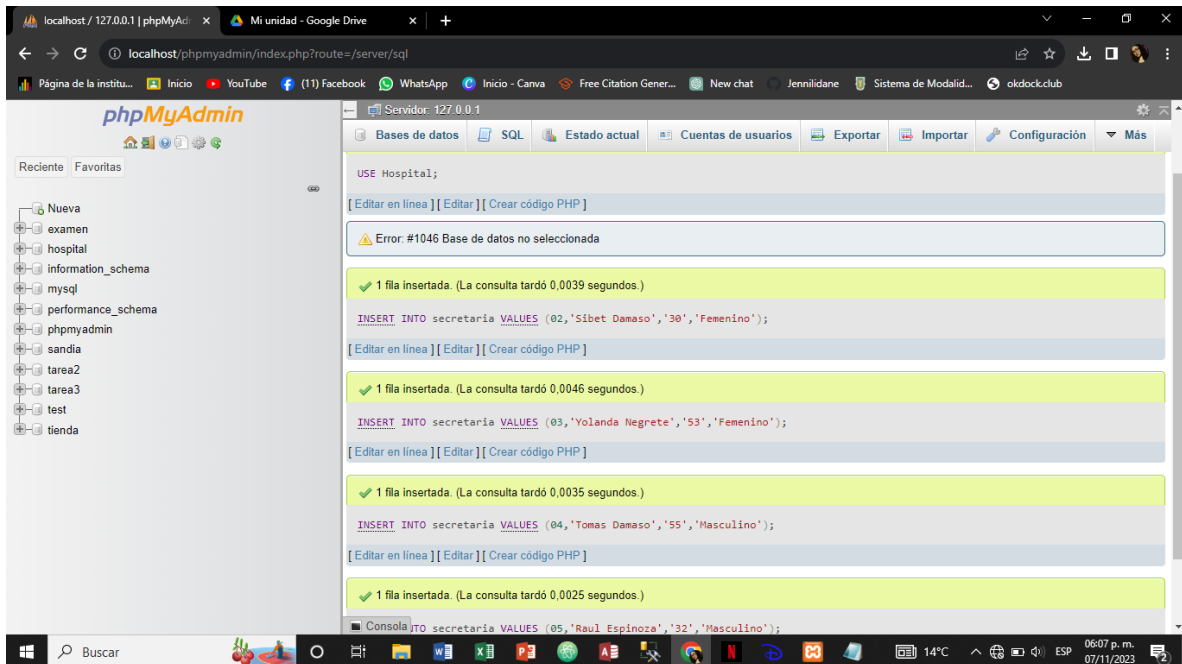 localhost / 127.0.0.1 | phpMyAdr
Mi unidad - Google Drive
localhost/phpmyadmin/index.php?route=/server/sql
Página de la institu...
Inicio
YouTube
(11) Facebook
WhatsApp
Inicio - Canva
Free Citation Gener...
New chat
Jennilidane
Sistema de Modalid...
okdock.club
phpMyAdmin
Reciente
Favoritas
Nueva
examen
hospital
information_schema
mysql
performance_schema
phpmyadmin
sandia
tarea2
tarea3
test
tienda
Servidor: 127.0.0.1
Bases de datos
SQL
Estado actual
Cuentas de usuarios
Exportar
Importar
Configuración
Más
USE Hospital;
[ Editar en línea ] [ Editar ] [ Crear código PHP ]
Error: #1046 Base de datos no seleccionada
1 fila insertada. (La consulta tardó 0,0039 segundos.)
INSERT INTO secretaria VALUES (02,'Sibet Damaso','30','Femenino');
[ Editar en línea ] [ Editar ] [ Crear código PHP ]
1 fila insertada. (La consulta tardó 0,0046 segundos.)
INSERT INTO secretaria VALUES (03,'Yolanda Negrete','53','Femenino');
[ Editar en línea ] [ Editar ] [ Crear código PHP ]
1 fila insertada. (La consulta tardó 0,0035 segundos.)
INSERT INTO secretaria VALUES (04,'Tomas Damaso','55','Masculino');
[ Editar en línea ] [ Editar ] [ Crear código PHP ]
1 fila insertada. (La consulta tardó 0,0025 segundos.)
Consola
TO secretaria VALUES (05,'Raul Espinoza','32','Masculino');
Buscar
14°C
ESP
06:07 p. m.
07/11/2023